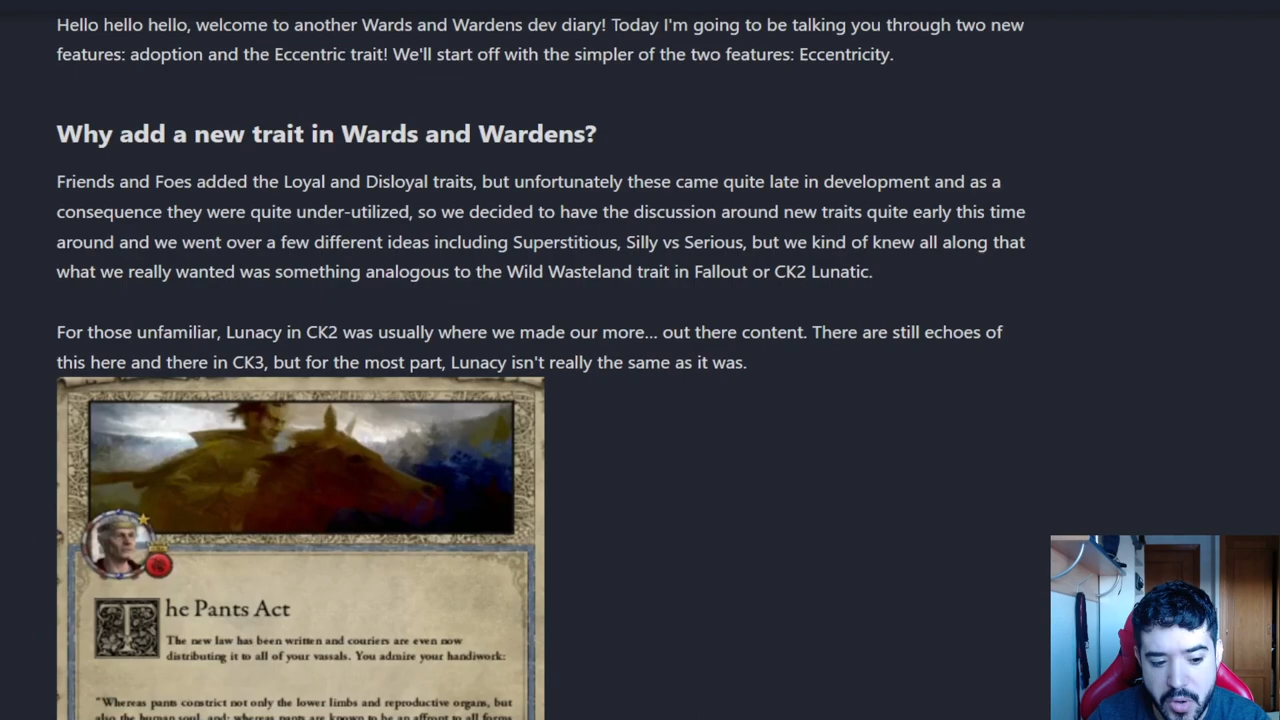 Hello hello hello, welcome to another Wards and Wardens dev diary! Today I'm going to be talking you through two new
features: adoption and the Eccentric trait! We'll start off with the simpler of the two features: Eccentricity.
Why add a new trait in Wards and Wardens?
Friends and Foes added the Loyal and Disloyal traits, but unfortunately these came quite late in development and as a
consequence they were quite under-utilized, so we decided to have the discussion around new traits quite early this time
around and we went over a few different ideas including Superstitious, Silly vs Serious, but we kind of knew all along that
what we really wanted was something analogous to the Wild Wasteland trait in Fallout or CK2 Lunatic.
For those unfamiliar, Lunacy in CK2 was usually where we made our more... out there content. There are still echoes of
this here and there in CK3, but for the most part, Lunacy isn't really the same as it was.
The Pants Act
The new law has been written and couriers are even now
distributing it to all of your vassals. You admire your handiwork:
"Whereas pants constrict not only the lower limbs and reproductive organs, but
also the human soul, and; whereas pants are known to be an affront to all forms